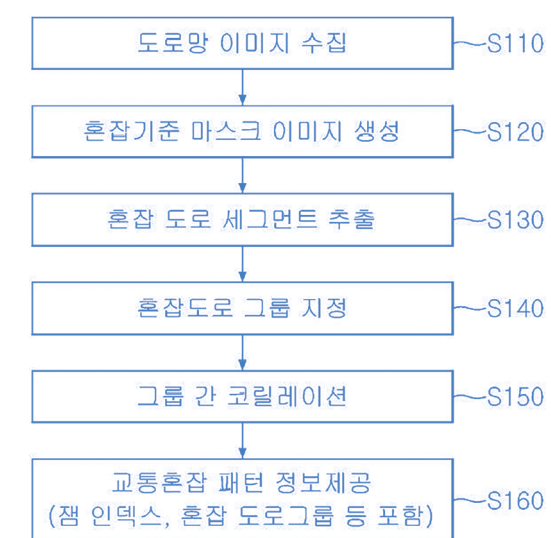 도로망 이미지 수집 S110
혼잡기준 마스크 이미지 생성 S120
혼잡 도로 세그먼트 추출 S130
혼잡도로 그룹 지정 S140
그룹 간 코릴레이션 S150
교통혼잡 패턴 정보제공
(잼 인덱스, 혼잡 도로그룹 등 포함) S160